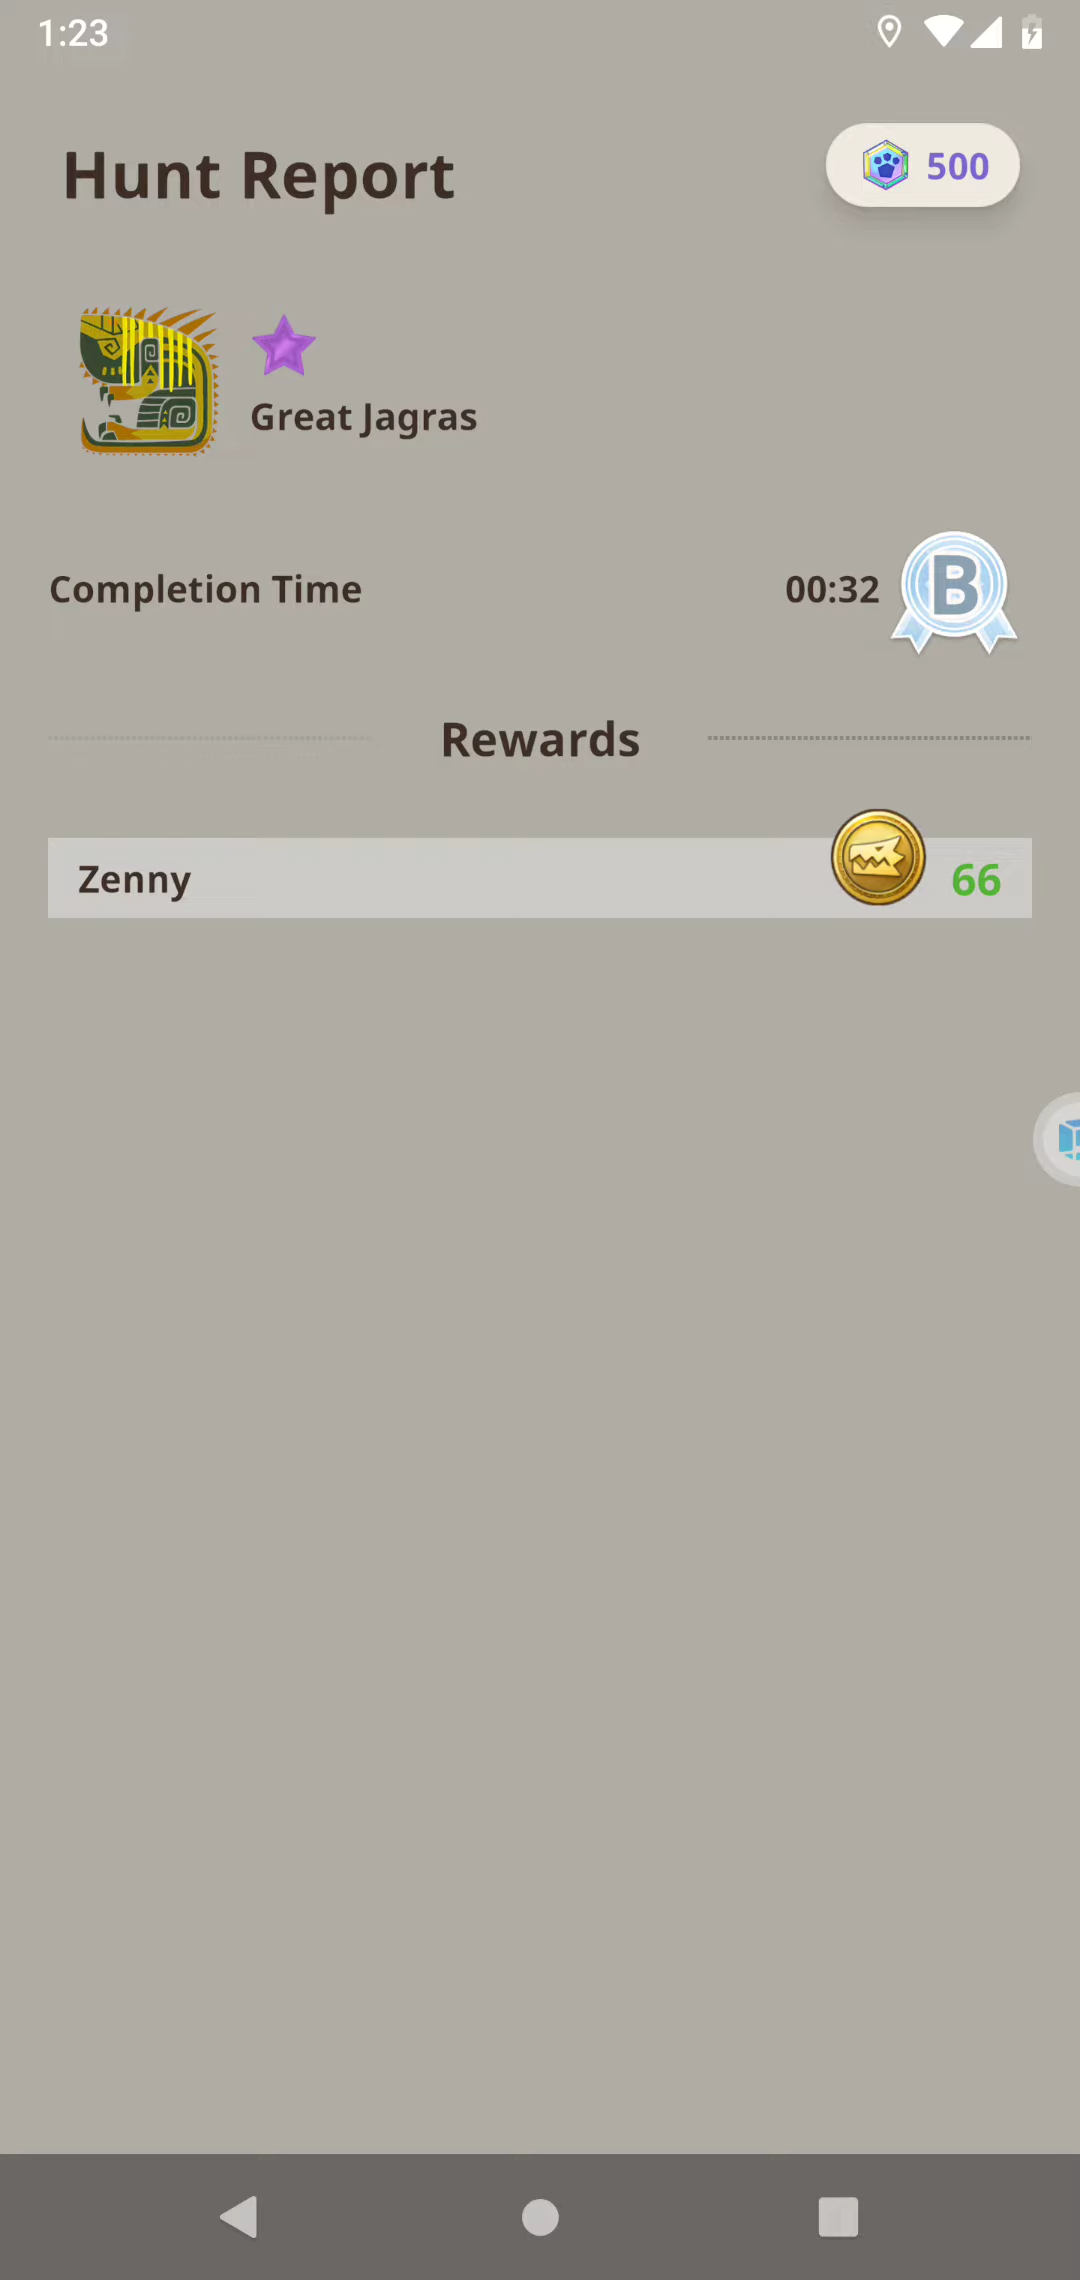 1:23
Hunt Report
500
Great Jagras
Completion Time
00:32
B
Rewards
Zenny
66